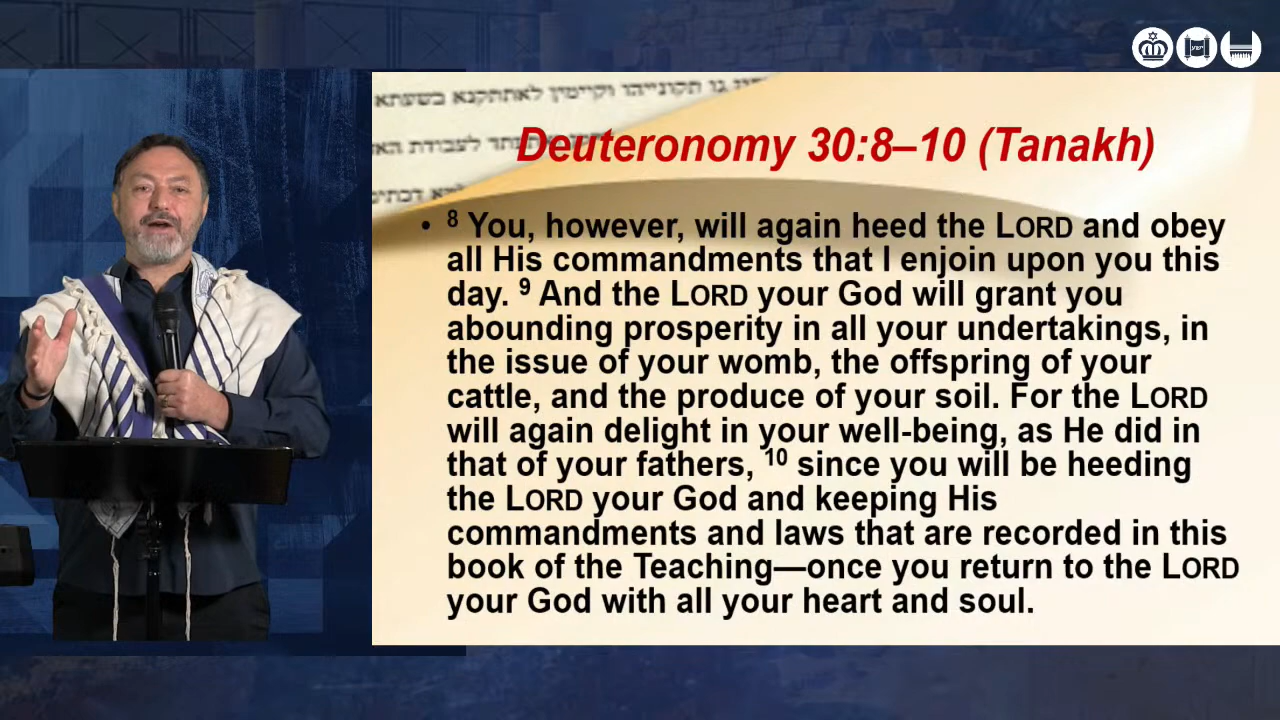 תקונייהו וקיימין לאתתקנא בשעתא
לעבודת
Deuteronomy 30:8–10 (Tanakh)
• 8 You, however, will again heed the LORD and obey
all His commandments that I enjoin upon you this
day. 9 And the LORD your God will grant you
abounding prosperity in all your undertakings, in
the issue of your womb, the offspring of your
cattle, and the produce of your soil. For the LORD
will again delight in your well-being, as He did in
that of your fathers, 10 since you will be heeding
the LORD your God and keeping His
commandments and laws that are recorded in this
book of the Teaching—once you return to the LORD
your God with all your heart and soul.